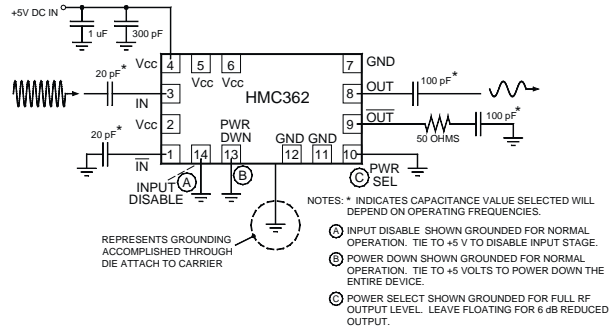 +5V DC IN
1 uF
300 pF
Vcc
4
5
6
7
GND
Vcc
Vcc
20 pF*
3
IN
HMC362
8
OUT
100 pF*
Vcc
2
9
OUT
50 OHMS
100 pF*
20 pF*
1
IN
PWR
DWN
GND GND
14
13
12
11
10
PWR
SEL
INPUT
DISABLE
A
B
C
REPRESENTS GROUNDING
ACCOMPLISHED THROUGH
DIE ATTACH TO CARRIER
NOTES: * INDICATES CAPACITANCE VALUE SELECTED WILL
DEPEND ON OPERATING FREQUENCIES.
A INPUT DISABLE SHOWN GROUNDED FOR NORMAL
OPERATION. TIE TO +5 V TO DISABLE INPUT STAGE.
B POWER DOWN SHOWN GROUNDED FOR NORMAL
OPERATION. TIE TO +5 VOLTS TO POWER DOWN THE
ENTIRE DEVICE.
C POWER SELECT SHOWN GROUNDED FOR FULL RF
OUTPUT LEVEL. LEAVE FLOATING FOR 6 dB REDUCED
OUTPUT.